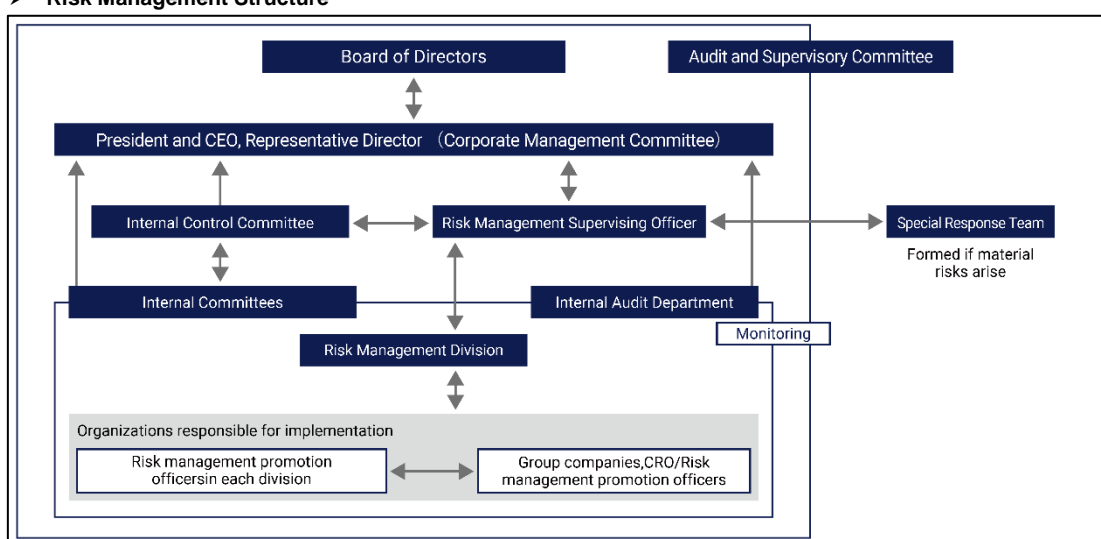 ➤ Risk Management Structure
Board of Directors
Audit and Supervisory Committee
President and CEO, Representative Director （Corporate Management Committee）
Internal Control Committee
Risk Management Supervising Officer
Special Response Team
Formed if material
risks arise
Internal Committees
Internal Audit Department
Monitoring
Risk Management Division
Organizations responsible for implementation
Risk management promotion
officersin each division
Group companies,CRO/Risk
management promotion officers